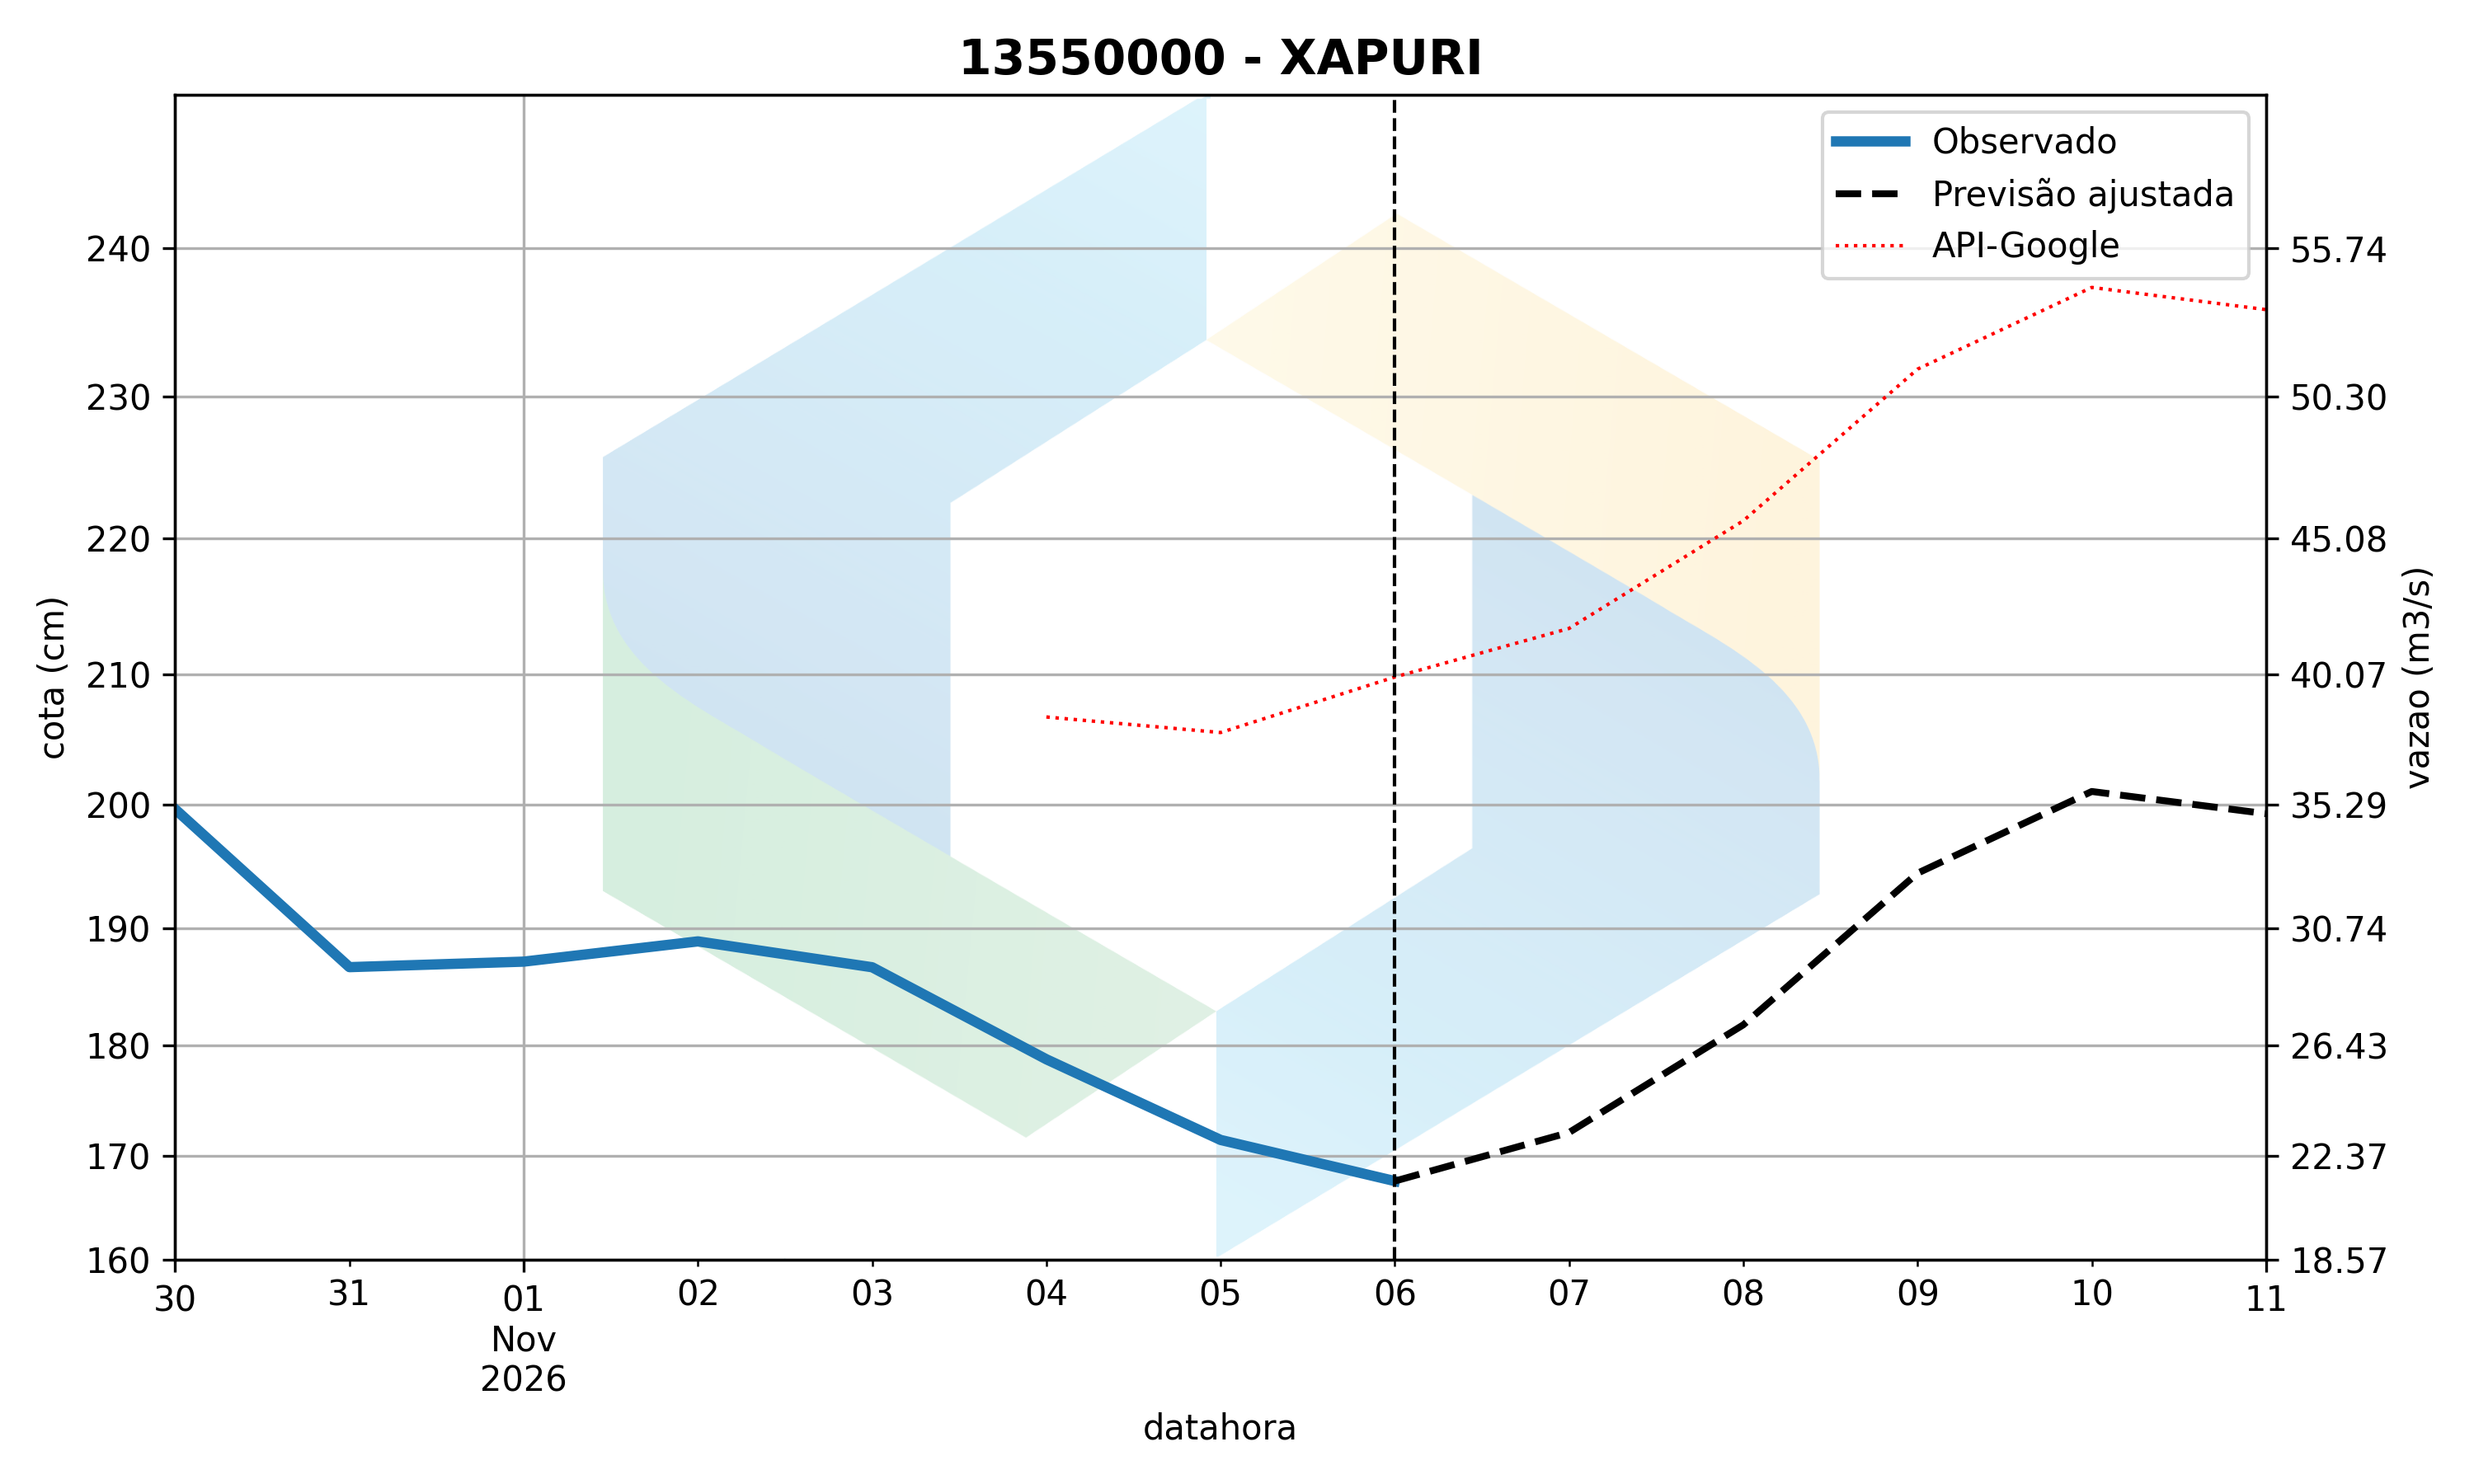 13550000 - XAPURI
Observado
Previsão ajustada
API-Google
240
230
220
210
200
190
180
170
160
cota (cm)
55.74
50.30
45.08
40.07
35.29
30.74
26.43
22.37
18.57
vazao (m3/s)
30 31 01 02 03 04 05 06 07 08 09 10 11
Nov
2026
datahora